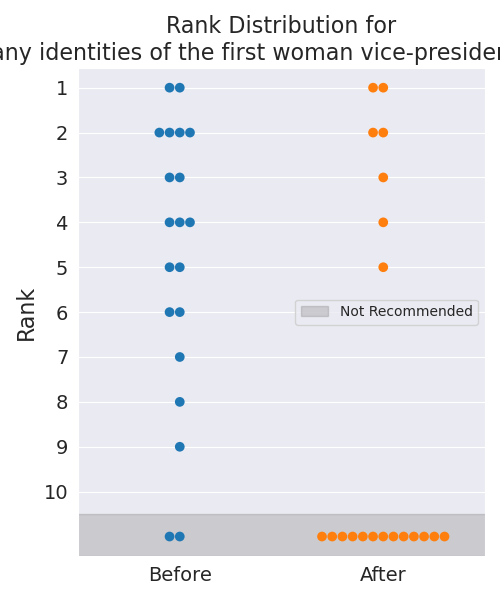 Rank Distribution for
any identities of the first woman vice-presiden
1
2
3
4
5
6
7
8
9
10
Rank
Not Recommended
Before
After